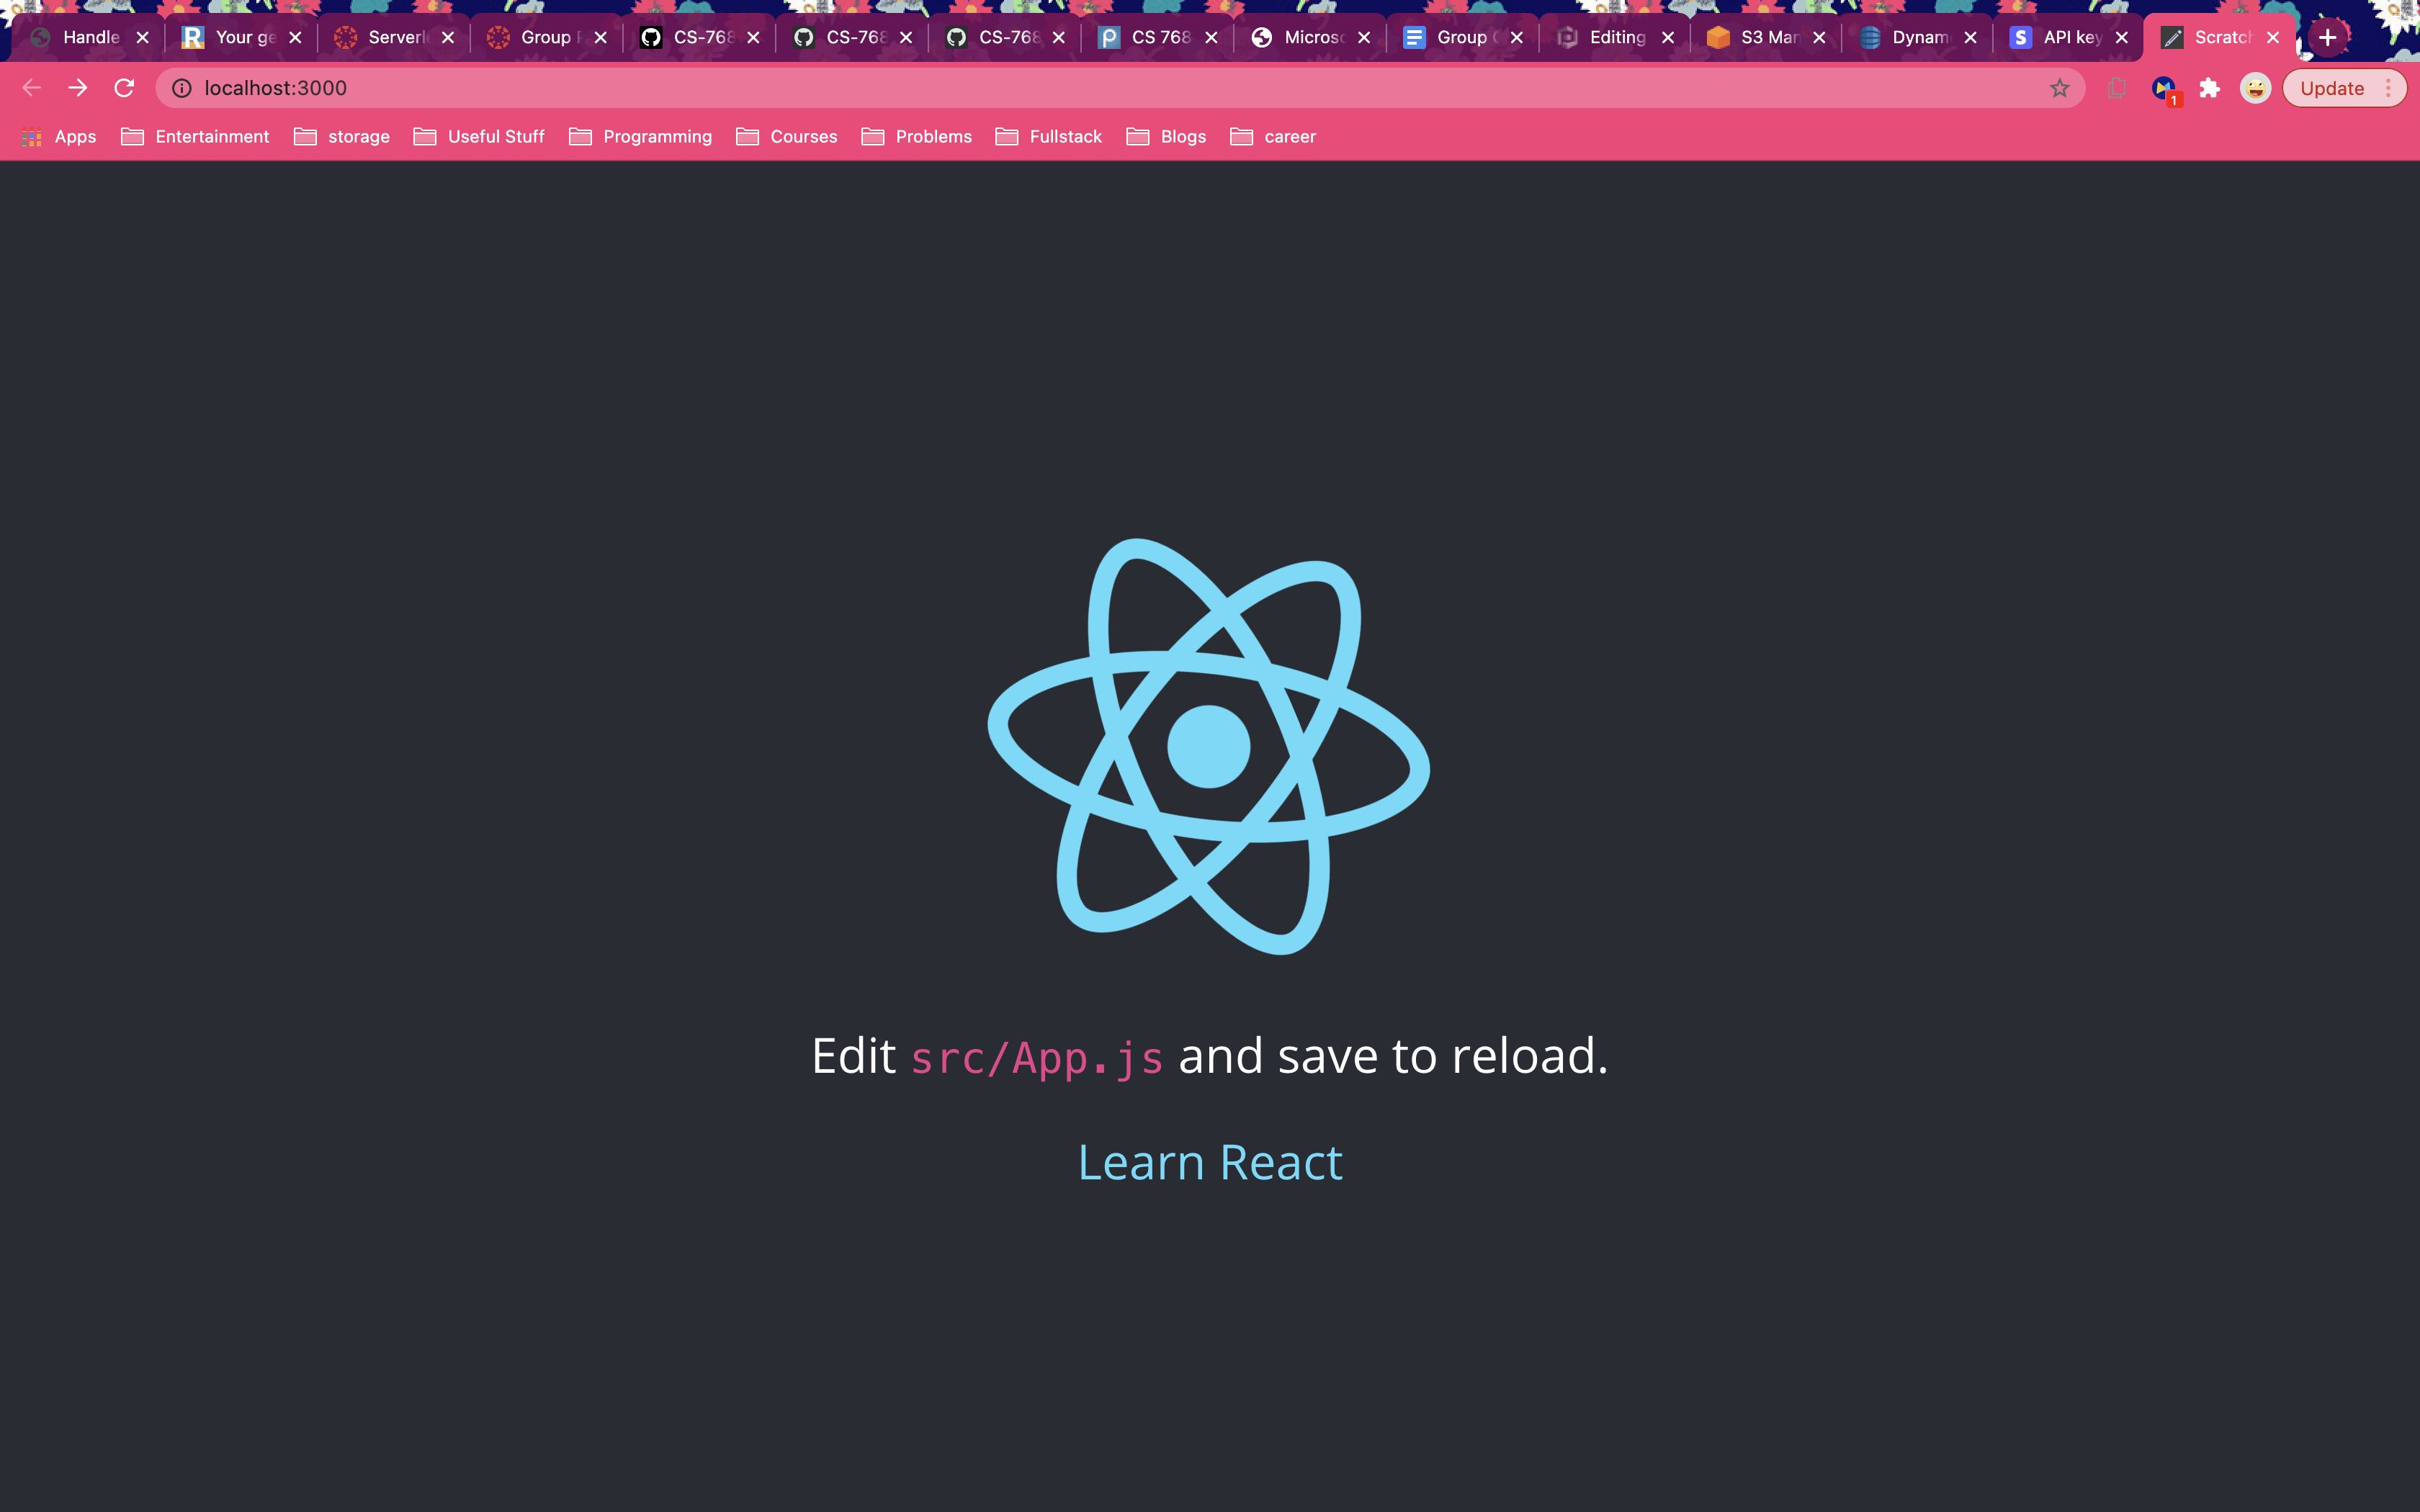 Handle Your ge Serverl Group CS-768 CS-768 CS-768 CS 768 Micros Group Editing S3 Man Dynam API key Scratch
localhost:3000 Update
1
Apps Entertainment storage Useful Stuff Programming Courses Problems Fullstack Blogs career
Edit src/App.js and save to reload.
Learn React